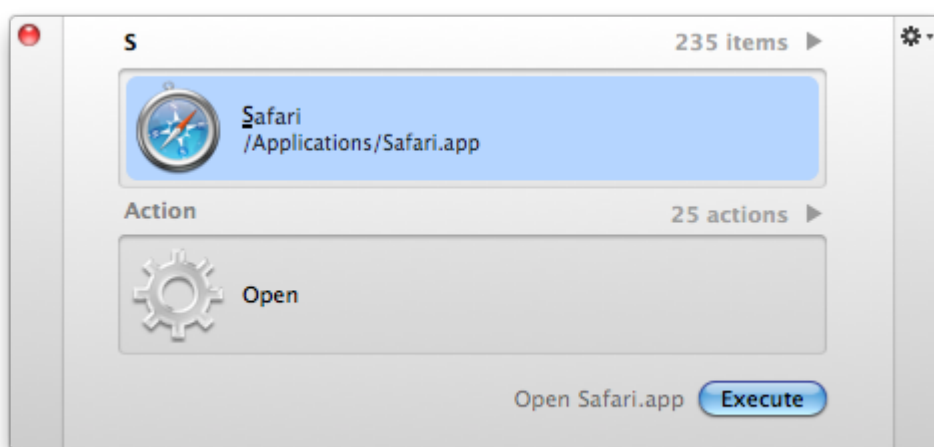 S 235 items
Safari
/Applications/Safari.app
Action 25 actions
Open
Open Safari.app Execute